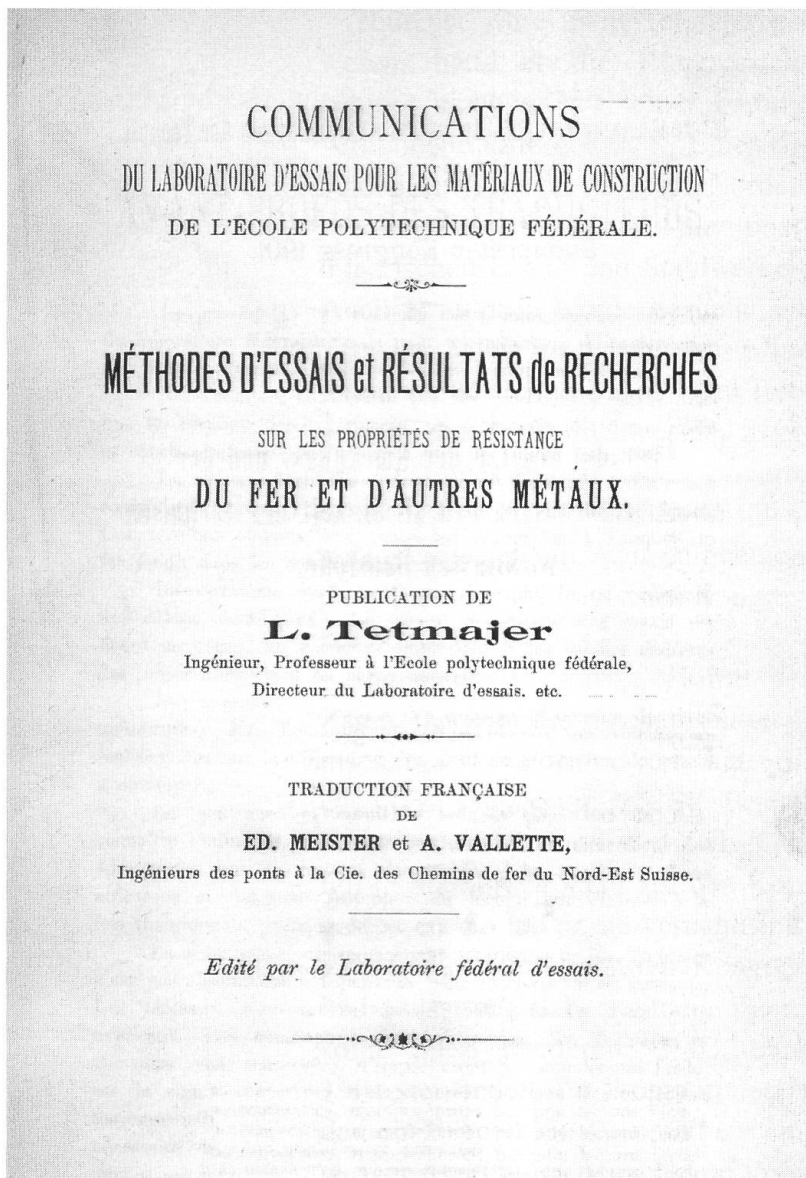 COMMUNICATIONS
DU LABORATOIRE D'ESSAIS POUR LES MATÉRIAUX DE CONSTRUCTION
DE L'ECOLE POLYTECHNIQUE FÉDÉRALE.
MÉTHODES D'ESSAIS et RÉSULTATS de RECHERCHES
SUR LES PROPRIÉTÉS DE RÉSISTANCE
DU FER ET D'AUTRES MÉTAUX.
PUBLICATION DE
L. Tetmajer
Ingénieur, Professeur à l'Ecole polytechnique fédérale,
Directeur du Laboratoire d'essais. etc.
TRADUCTION FRANÇAISE
DE
ED. MEISTER et A. VALLETTE,
Ingénieurs des ponts à la Cie. des Chemins de fer du Nord-Est Suisse.
Edité par le Laboratoire fédéral d'essais.